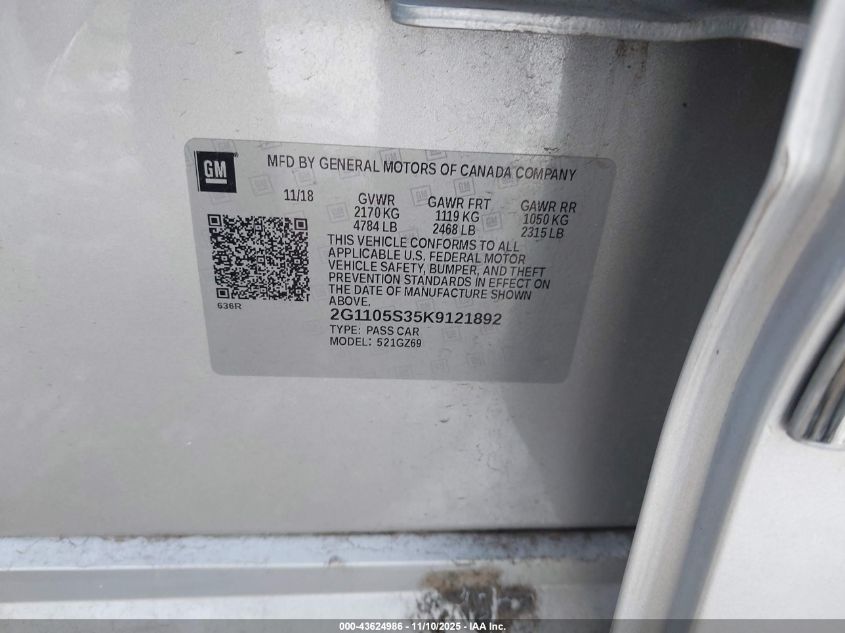 GM
MFD BY GENERAL MOTORS OF CANADA COMPANY
11/18 GVWR GAWR FRT GAWR RR
2170 KG 1119 KG 1050 KG
4784 LB 2468 LB 2315 LB
THIS VEHICLE CONFORMS TO ALL
APPLICABLE U.S. FEDERAL MOTOR
VEHICLE SAFETY, BUMPER, AND THEFT
PREVENTION STANDARDS IN EFFECT ON
THE DATE OF MANUFACTURE SHOWN
ABOVE.
636R
2G1105S35K9121892
TYPE: PASS CAR
MODEL: 521GZ69
000-43624986 - 11/10/2025 - IAA Inc.